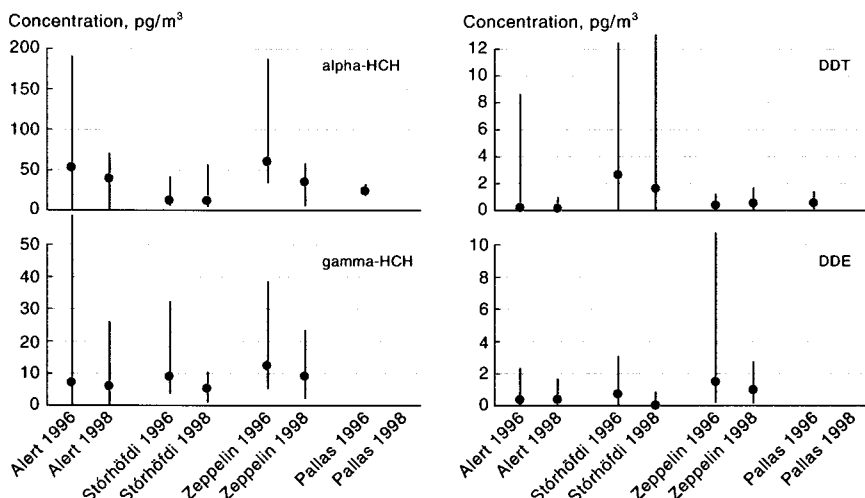 Concentration, pg/m³
200
alpha-HCH
150
100
50
0
50
gamma-HCH
40
30
20
10
0
Alert 1996
Alert 1998
Stórhöfdi 1996
Stórhöfdi 1998
Zeppelin 1996
Zeppelin 1998
Pallas 1996
Pallas 1998
Concentration, pg/m³
12
DDT
10
8
6
4
2
0
10
DDE
8
6
4
2
0
Alert 1996
Alert 1998
Stórhöfdi 1996
Stórhöfdi 1998
Zeppelin 1996
Zeppelin 1998
Pallas 1996
Pallas 1998